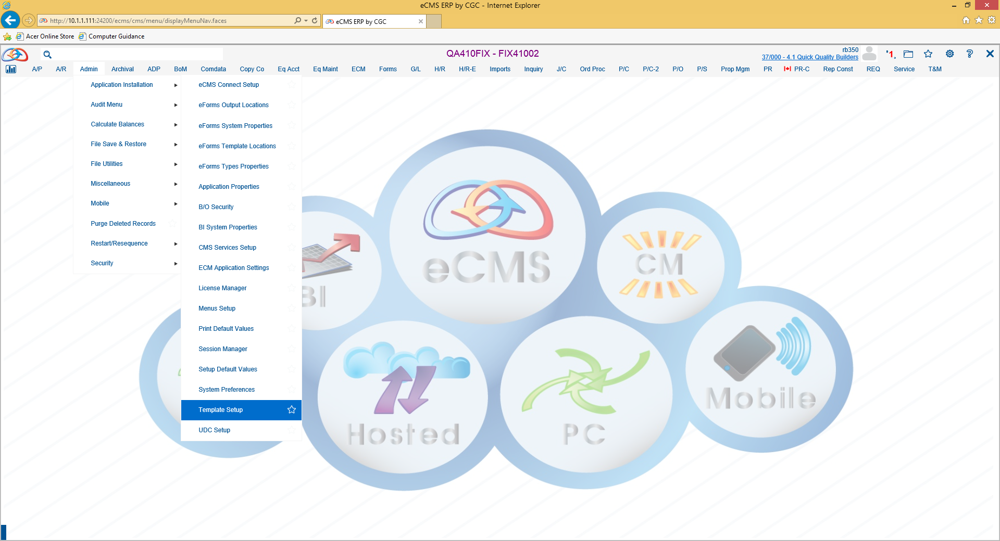 eCMS ERP by CGC - Internet Explorer
http://10.1.1.111:24200/ecms/cms/menu/displayMenuNav.faces
eCMS ERP by CGC
Acer Online Store
Computer Guidance
QA410FIX - FIX41002
rb350
37/000 - 4.1 Quick Quality Builders
A/P A/R Admin Archival ADP BoM Comdata Copy Co Eq Acct Eq Maint ECM Forms G/L H/R H/R-E Imports Inquiry J/C Ord Proc P/C P/C-2 P/O P/S Prop Mgm PR PR-C Rep Const REQ Service T&M
Application Installation
Audit Menu
Calculate Balances
File Save & Restore
File Utilities
Miscellaneous
Mobile
Purge Deleted Records
Restart/Resequence
Security
eCMS Connect Setup
eForms Output Locations
eForms System Properties
eForms Template Locations
eForms Types Properties
Application Properties
B/O Security
BI System Properties
CMS Services Setup
ECM Application Settings
License Manager
Menus Setup
Print Default Values
Session Manager
Setup Default Values
System Preferences
Template Setup
UDC Setup
eCMS
BI
CM
Hosted
PC
Mobile